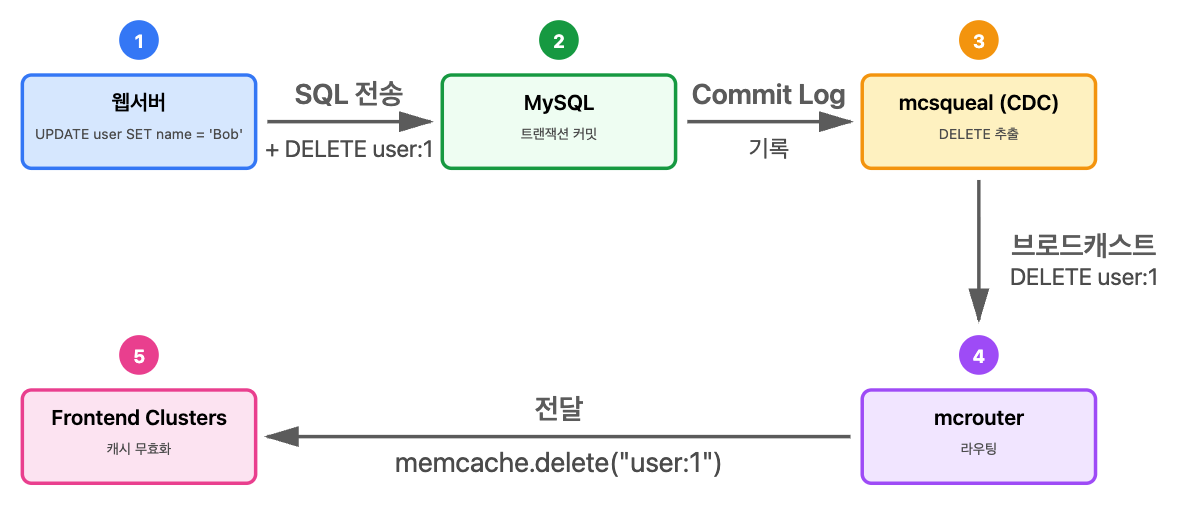 1
웹서버
UPDATE user SET name = 'Bob'
SQL 전송
+ DELETE user:1
2
MySQL
트랜잭션 커밋
Commit Log
기록
3
mcsqueal (CDC)
DELETE 추출
브로드캐스트
DELETE user:1
4
mcrouter
라우팅
전달
memcache.delete("user:1")
5
Frontend Clusters
캐시 무효화